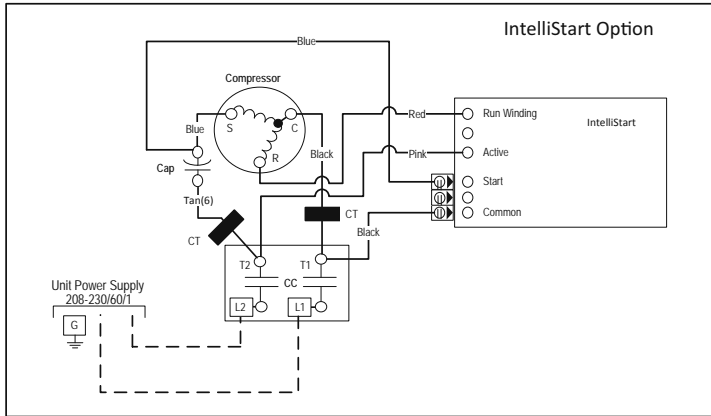 IntelliStart Option
Blue
Compressor
Red
Run Winding
IntelliStart
S
C
Blue
R
Black
Pink
Active
Cap
Start
Tan(6)
CT
Common
Black
CT
T2
T1
CC
Unit Power Supply
208-230/60/1
L2
L1
G